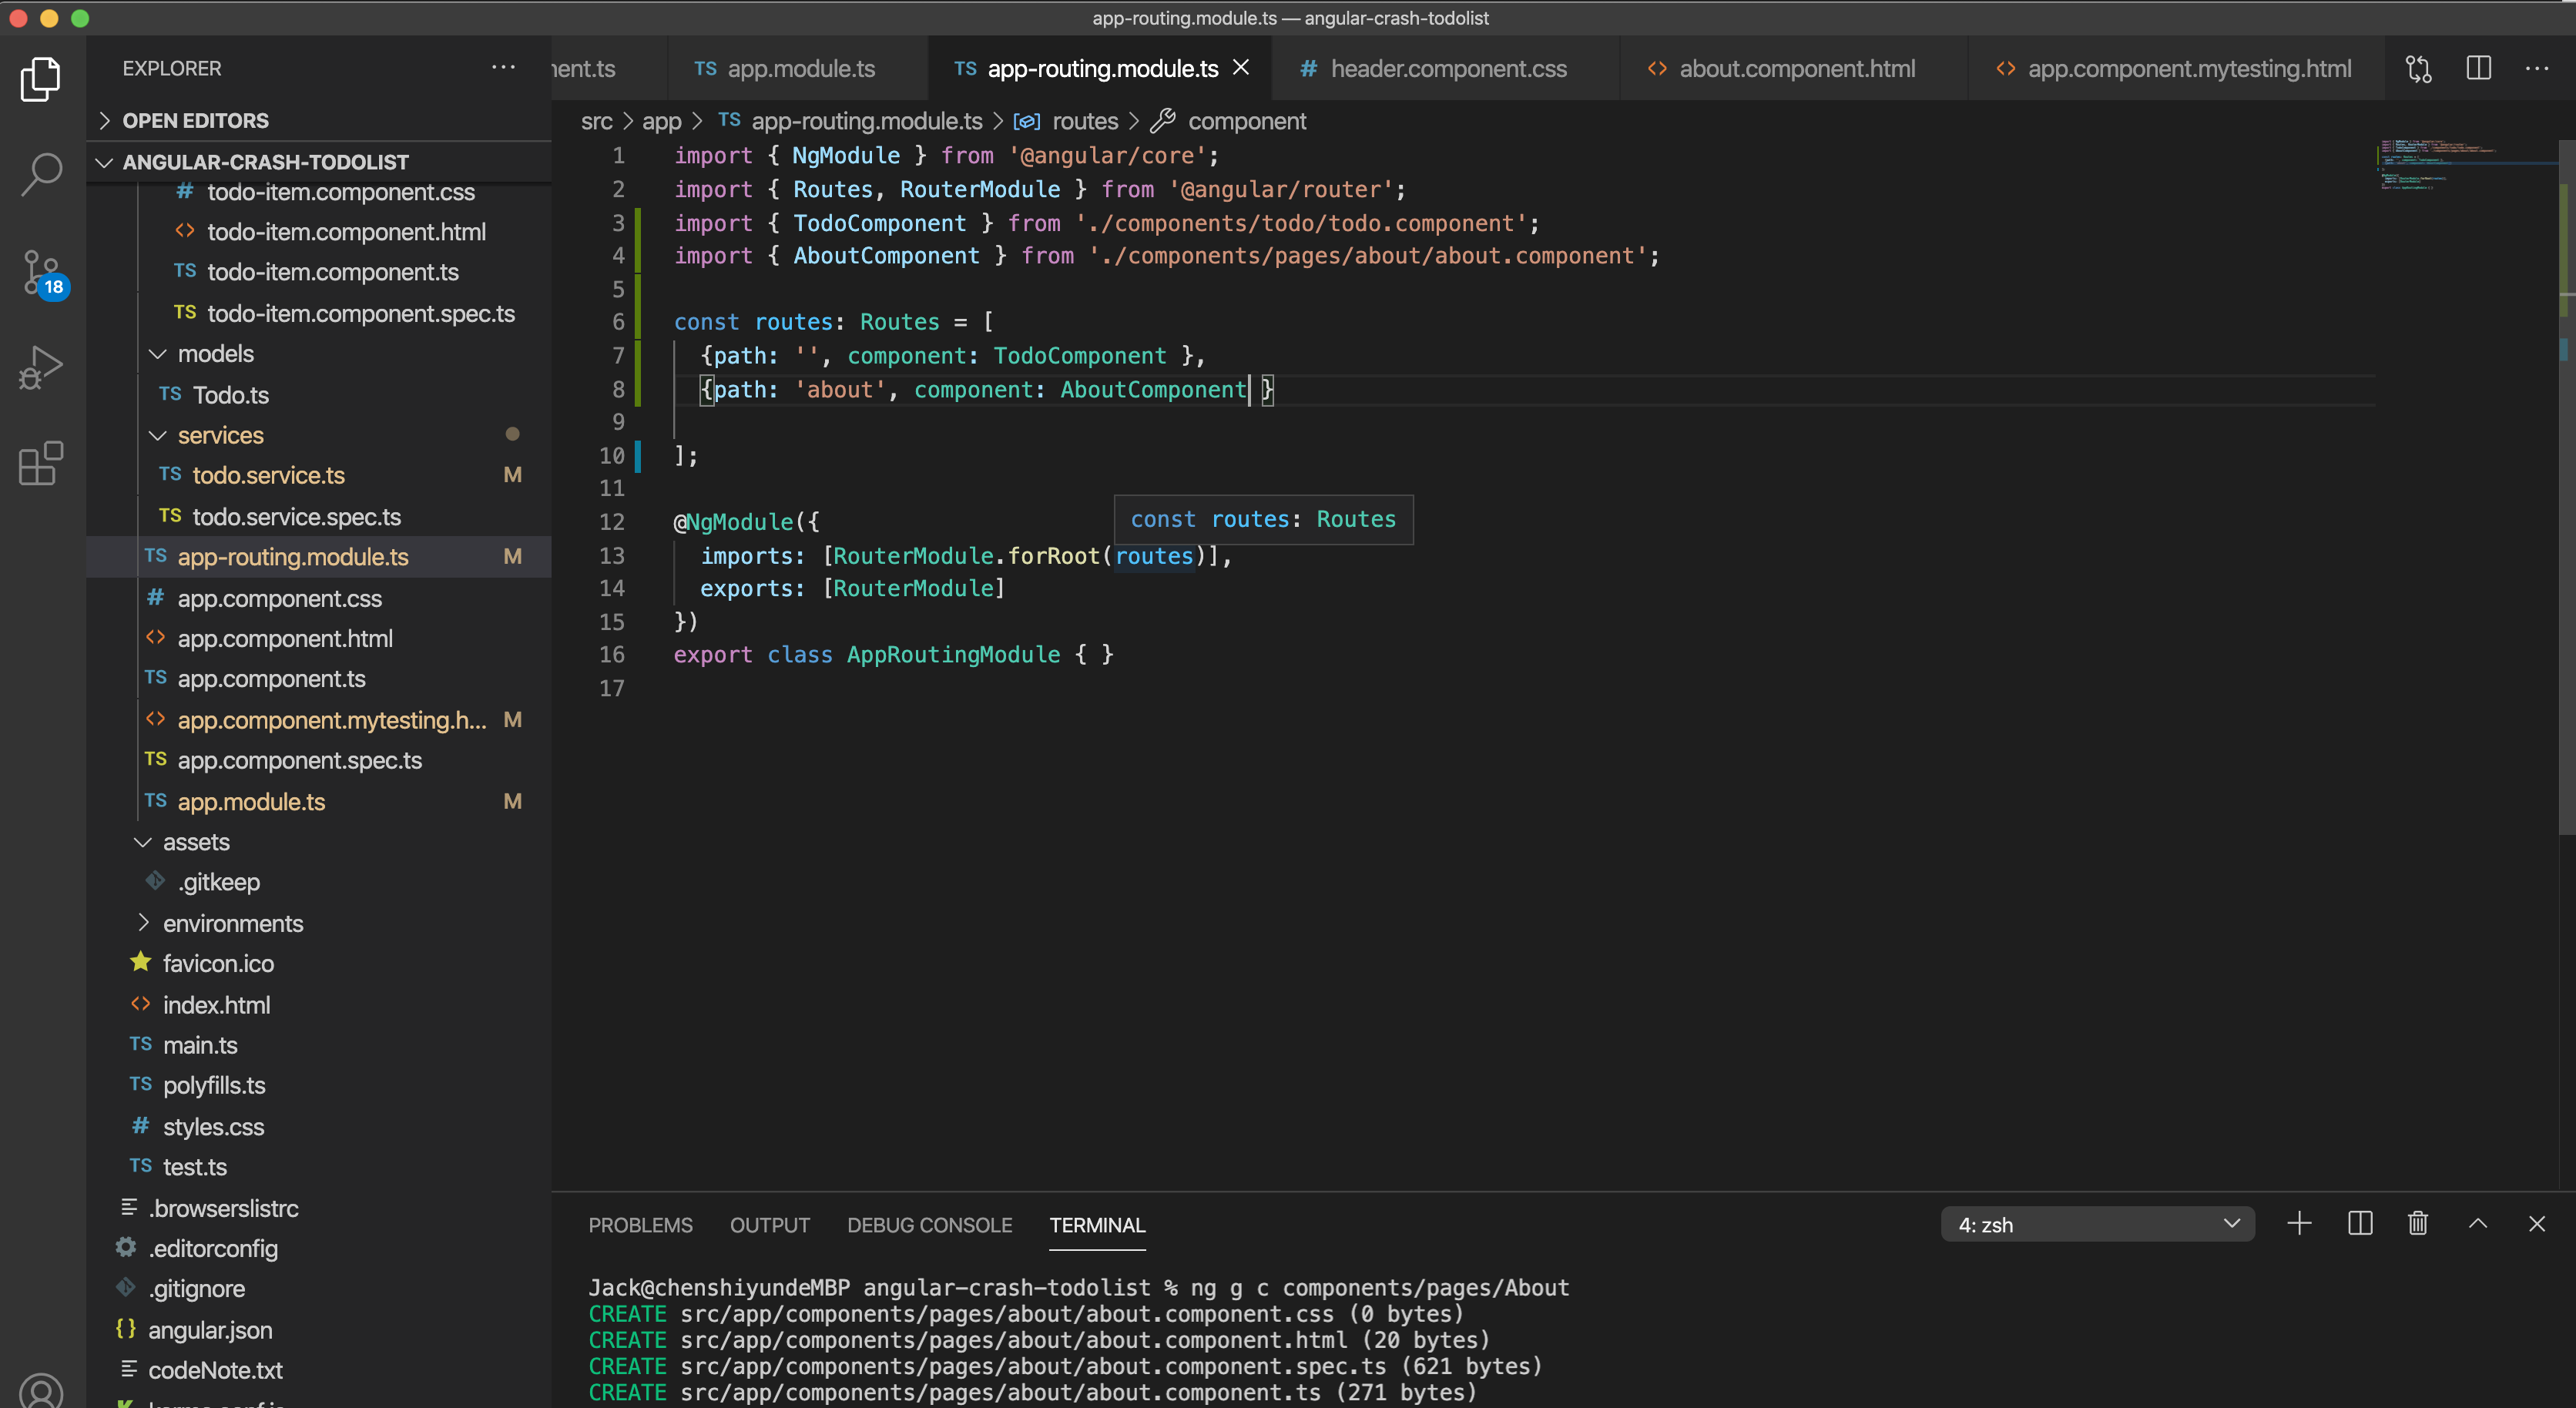 app-routing.module.ts — angular-crash-todolist
EXPLORER
OPEN EDITORS
ANGULAR-CRASH-TODOLIST
# todo-item.component.css
<> todo-item.component.html
TS todo-item.component.ts
TS todo-item.component.spec.ts
models
TS Todo.ts
services
TS todo.service.ts M
TS todo.service.spec.ts
TS app-routing.module.ts M
# app.component.css
<> app.component.html
TS app.component.ts
<> app.component.mytesting.h... M
TS app.component.spec.ts
TS app.module.ts M
assets
.gitkeep
environments
favicon.ico
<> index.html
TS main.ts
TS polyfills.ts
# styles.css
TS test.ts
.browserslistrc
.editorconfig
.gitignore
{} angular.json
codeNote.txt
18
nent.ts
TS app.module.ts
TS app-routing.module.ts
# header.component.css
<> about.component.html
<> app.component.mytesting.html
src > app > TS app-routing.module.ts > routes > component
1 import { NgModule } from '@angular/core';
2 import { Routes, RouterModule } from '@angular/router';
3 import { TodoComponent } from './components/todo/todo.component';
4 import { AboutComponent } from './components/pages/about/about.component';
5
6 const routes: Routes = [
7 {path: '', component: TodoComponent },
8 {path: 'about', component: AboutComponent }
9
10 ];
11
12 @NgModule({
const routes: Routes
13 imports: [RouterModule.forRoot(routes)],
14 exports: [RouterModule]
15 })
16 export class AppRoutingModule { }
17
PROBLEMS OUTPUT DEBUG CONSOLE TERMINAL
4: zsh
Jack@chenshiyundeMBP angular-crash-todolist % ng g c components/pages/About
CREATE src/app/components/pages/about/about.component.css (0 bytes)
CREATE src/app/components/pages/about/about.component.html (20 bytes)
CREATE src/app/components/pages/about/about.component.spec.ts (621 bytes)
CREATE src/app/components/pages/about/about.component.ts (271 bytes)